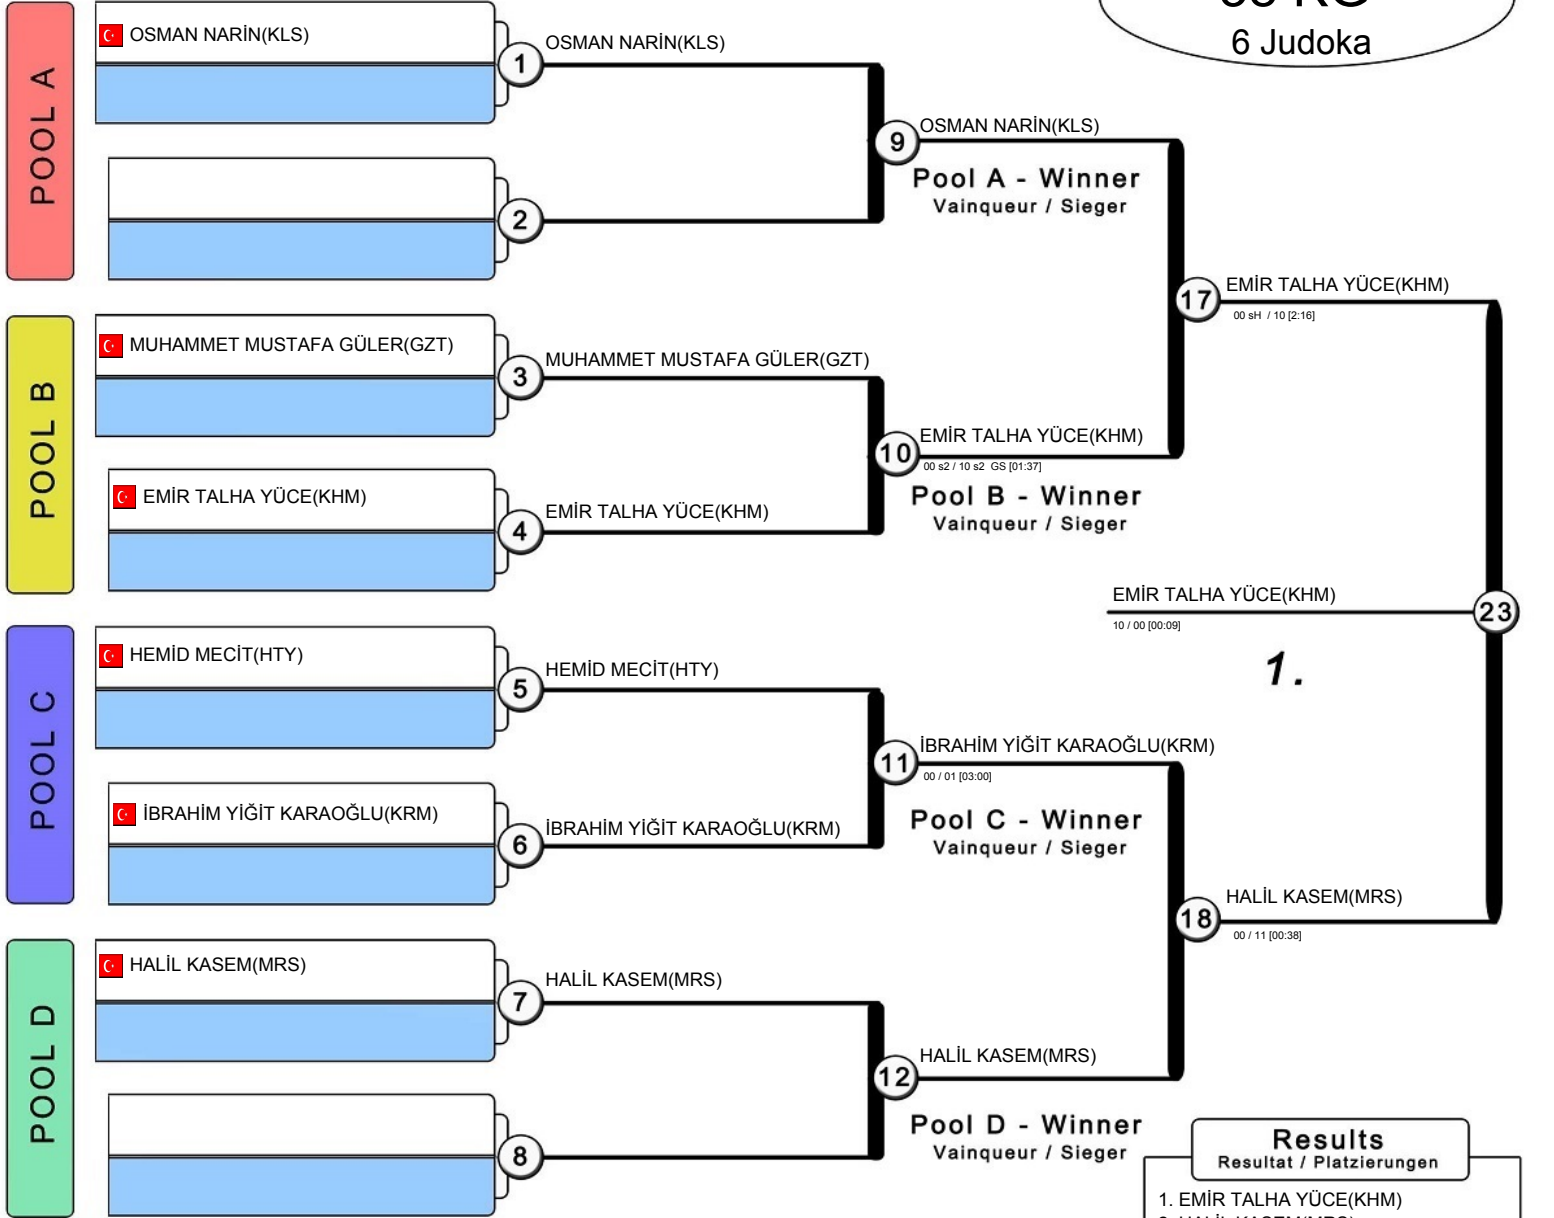 6 Judoka
POOL A
OSMAN NARİN(KLS)
1
OSMAN NARİN(KLS)
2
9
OSMAN NARİN(KLS)
Pool A - Winner
Vainqueur / Sieger
POOL B
MUHAMMET MUSTAFA GÜLER(GZT)
3
MUHAMMET MUSTAFA GÜLER(GZT)
EMİR TALHA YÜCE(KHM)
4
EMİR TALHA YÜCE(KHM)
10
EMİR TALHA YÜCE(KHM)
00 s2 / 10 s2 GS [01:37]
Pool B - Winner
Vainqueur / Sieger
17
EMİR TALHA YÜCE(KHM)
00 sH / 10 [2:16]
POOL C
HEMİD MECİT(HTY)
5
HEMİD MECİT(HTY)
İBRAHİM YİĞİT KARAOĞLU(KRM)
6
İBRAHİM YİĞİT KARAOĞLU(KRM)
11
İBRAHİM YİĞİT KARAOĞLU(KRM)
00 / 01 [03:00]
Pool C - Winner
Vainqueur / Sieger
POOL D
HALİL KASEM(MRS)
7
HALİL KASEM(MRS)
8
12
HALİL KASEM(MRS)
Pool D - Winner
Vainqueur / Sieger
18
HALİL KASEM(MRS)
00 / 11 [00:38]
EMİR TALHA YÜCE(KHM)
10 / 00 [00:09]
23
1.
Results
Resultat / Platzierungen
1. EMİR TALHA YÜCE(KHM)